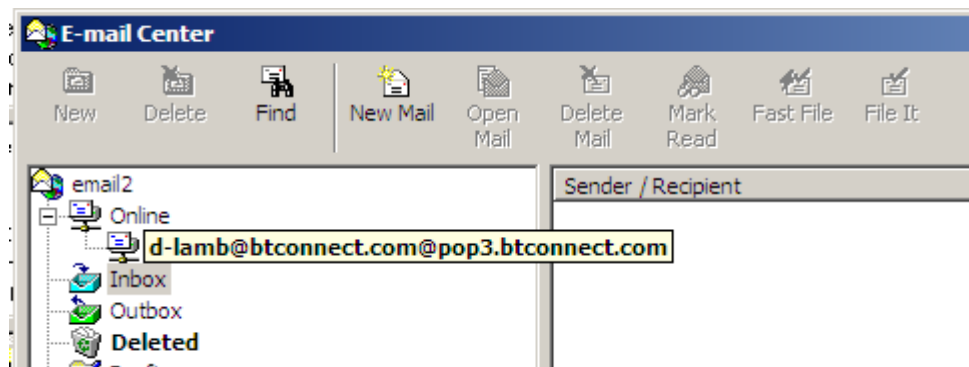 E-mail Center
New Delete Find New Mail Open Mail Delete Mail Mark Read Fast File File It
email2
Sender / Recipient
Online
d-lamb@btconnect.com@pop3.btconnect.com
Inbox
Outbox
Deleted